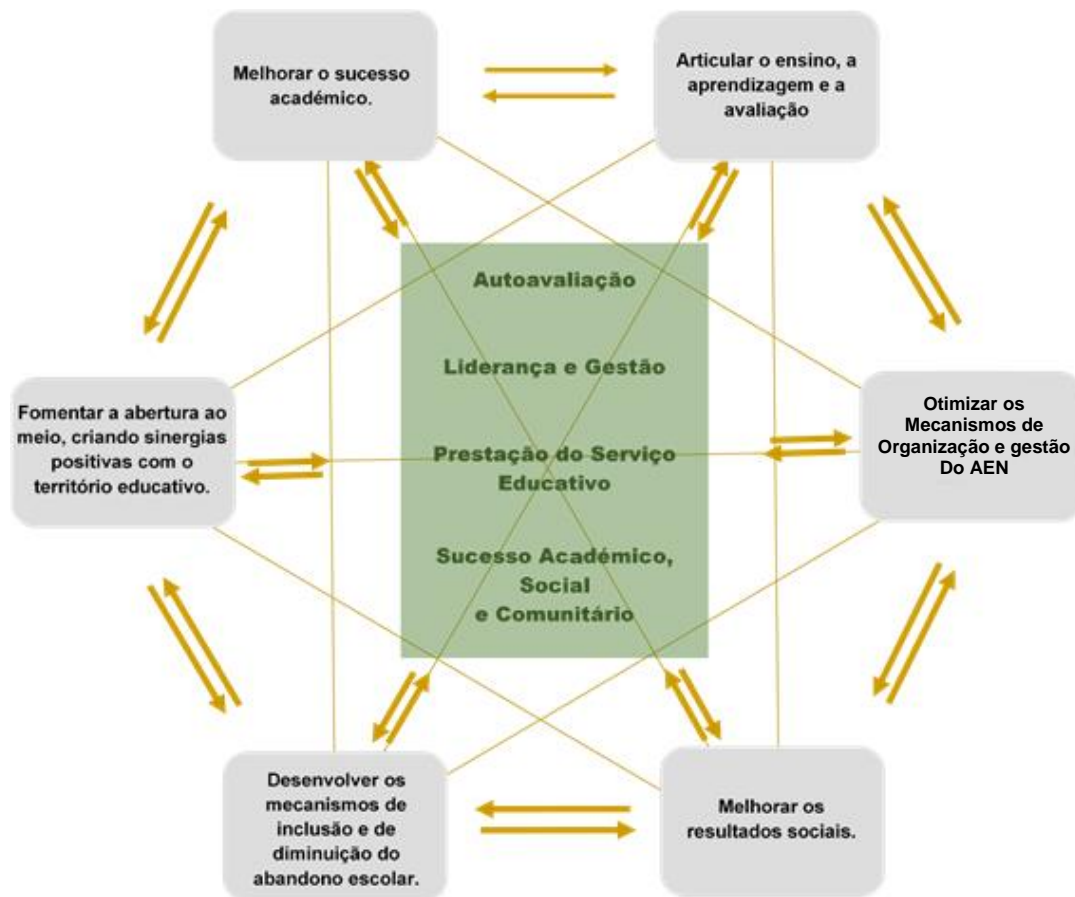 Melhorar o sucesso
académico.
Articular o ensino, a
aprendizagem e a
avaliação
Autoavaliação
Liderança e Gestão
Prestação do Serviço
Educativo
Sucesso Académico,
Social
e Comunitário
Fomentar a abertura ao
meio, criando sinergias
positivas com o
território educativo.
Otimizar os
Mecanismos de
Organização e gestão
Do AEN
Desenvolver os
mecanismos de
inclusão e de
diminuição do
abandono escolar.
Melhorar os
resultados sociais.